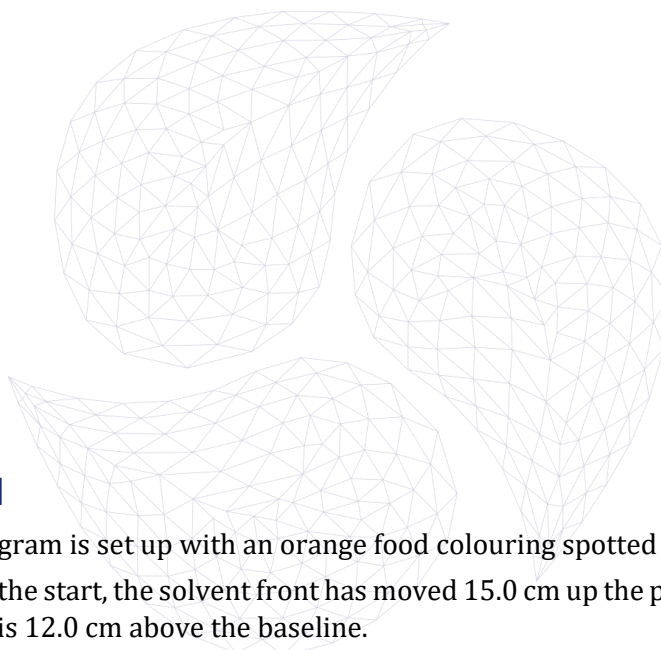 gram is set up with an orange food colouring spotted
the start, the solvent front has moved 15.0 cm up the p
is 12.0 cm above the baseline.